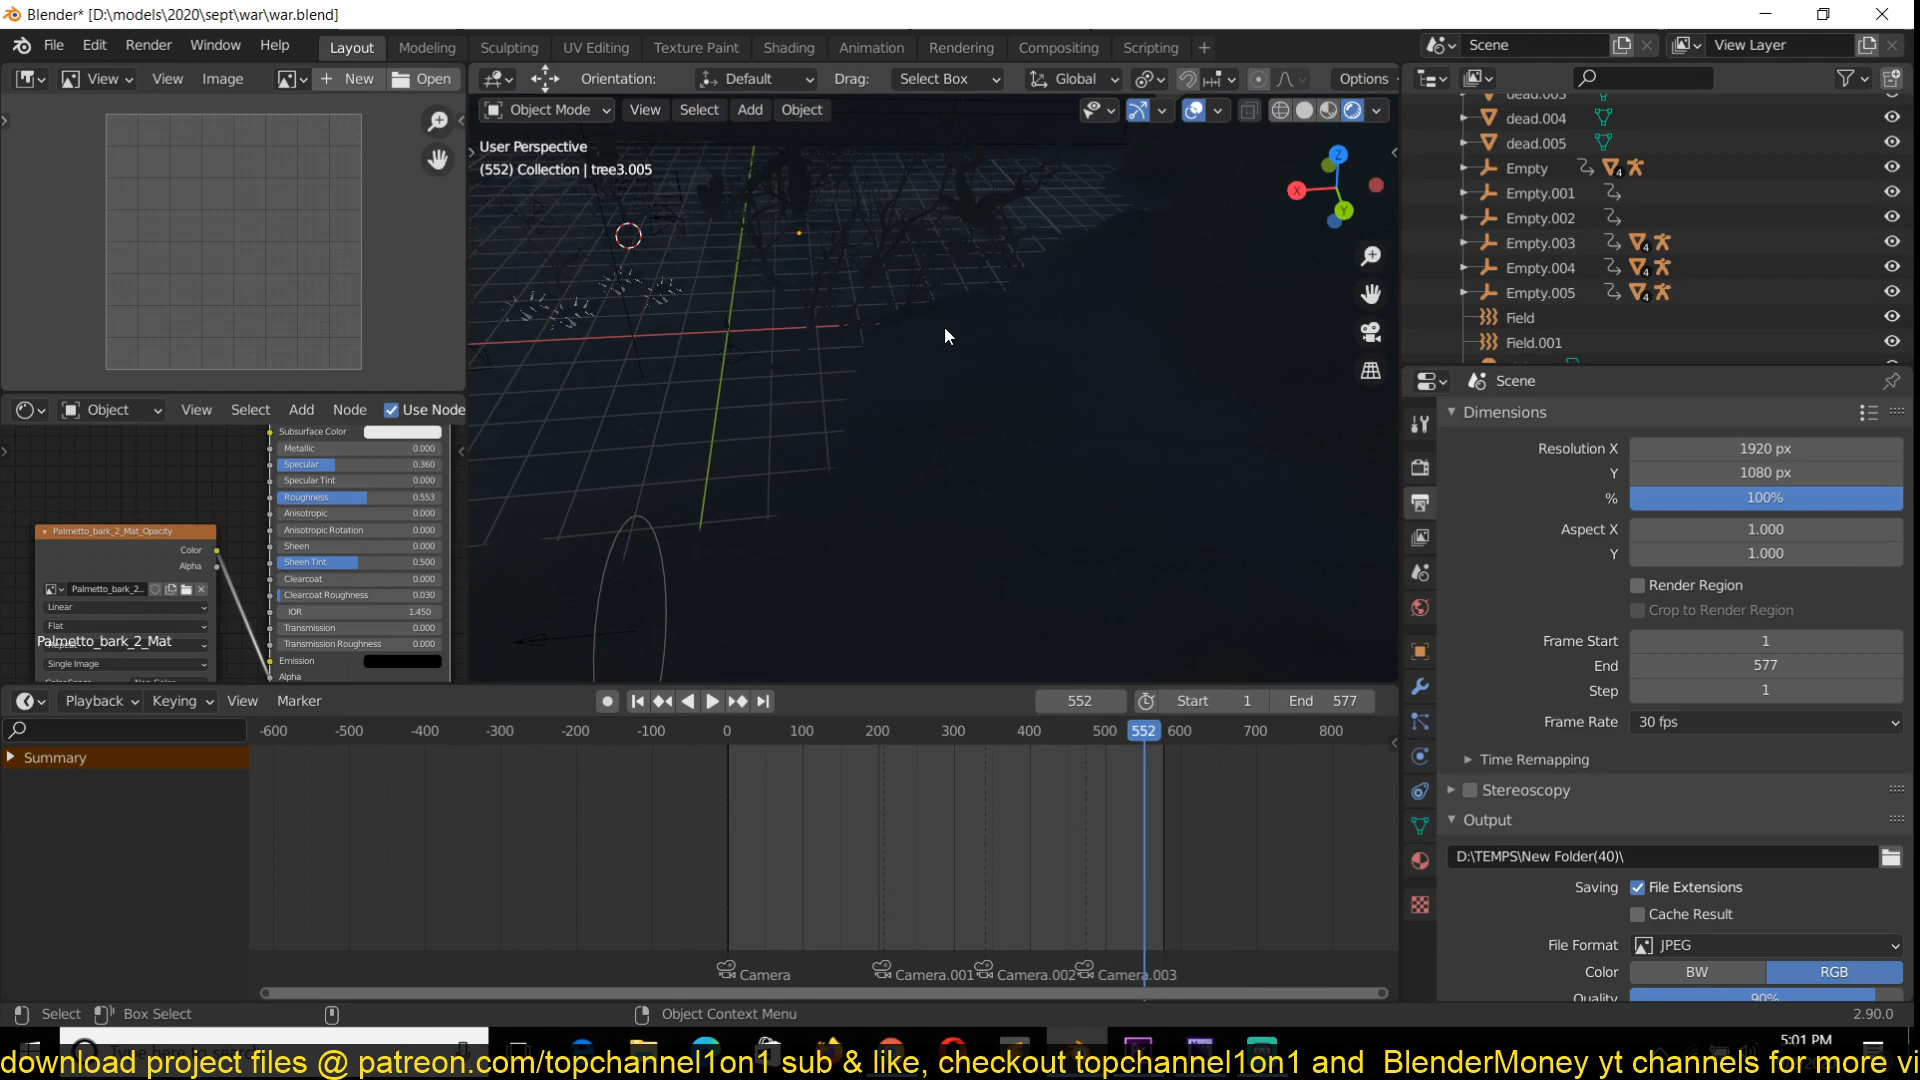 Blender* [D:\models\2020\sept\war\war.blend]
File Edit Render Window Help Layout Modeling Sculpting UV Editing Texture Paint Shading Animation Rendering Compositing Scripting + Scene View Layer
View View Image New Open Orientation: Default Drag: Select Box Global Options
Object Mode View Select Add Object
User Perspective
(552) Collection | tree3.005
Z
X
Y
dead.003
dead.004
dead.005
Empty 4
Empty.001
Empty.002
Empty.003 4
Empty.004 4
Empty.005 4
Field
Field.001
Scene
Dimensions
Resolution X 1920 px
Y 1080 px
% 100%
Aspect X 1.000
Y 1.000
Render Region
Crop to Render Region
Frame Start 1
End 577
Step 1
Frame Rate 30 fps
Time Remapping
Stereoscopy
Output
D:\TEMPS\New Folder(40)\
Saving File Extensions
Cache Result
File Format JPEG
Color BW RGB
Quality 90%
Object View Select Add Node Use Node
Subsurface Color
Metallic 0.000
Specular 0.360
Specular Tint 0.000
Roughness 0.553
Anisotropic 0.000
Anisotropic Rotation 0.000
Sheen 0.000
Sheen Tint 0.500
Clearcoat 0.000
Clearcoat Roughness 0.030
IOR 1.450
Transmission 0.000
Transmission Roughness 0.000
Emission
Alpha
Palmetto_bark_2_Mat_Opacity
Color
Alpha
Palmetto_bark_2...
Linear
Flat
Palmetto_bark_2_Mat
Single Image
Playback Keying View Marker 552 Start 1 End 577
-600 -500 -400 -300 -200 -100 0 100 200 300 400 500 552 600 700 800
Summary
Camera Camera.001 Camera.002 Camera.003
Select Box Select Object Context Menu 2.90.0
5:01 PM
download project files @ patreon.com/topchannel1on1 sub & like, checkout topchannel1on1 and BlenderMoney yt channels for more vi